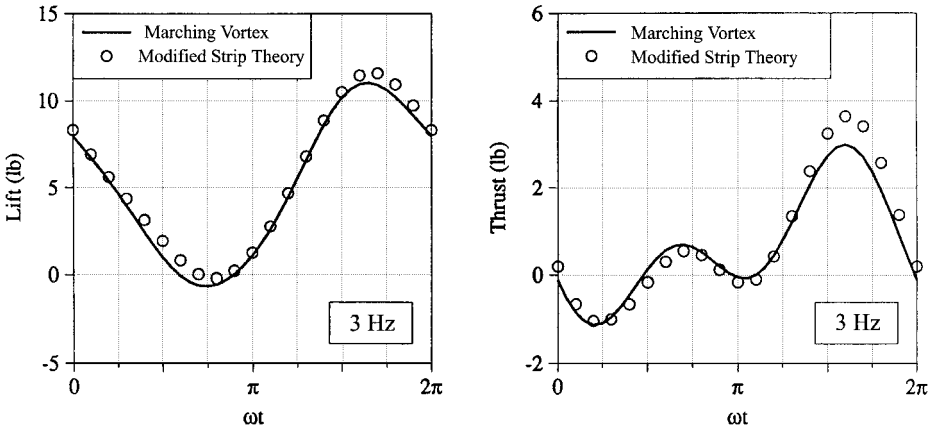 15
10
5
0
-5
Lift (lb)
Marching Vortex
Modified Strip Theory
3 Hz
0
π
2π
ωt
6
4
2
0
-2
Thrust (lb)
Marching Vortex
Modified Strip Theory
3 Hz
0
π
2π
ωt